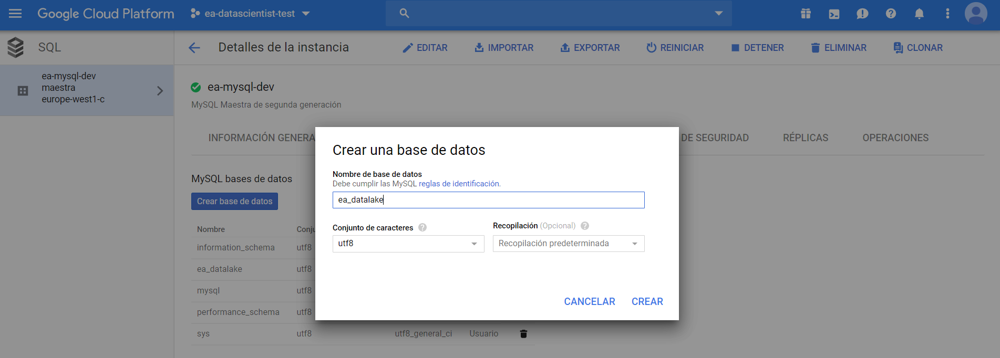 Google Cloud Platform
ea-datascientist-test
SQL
Detalles de la instancia
EDITAR
IMPORTAR
EXPORTAR
REINICIAR
DETENER
ELIMINAR
CLONAR
ea-mysql-dev
maestra
europe-west1-c
ea-mysql-dev
MySQL Maestra de segunda generación
INFORMACIÓN GENERA
DE SEGURIDAD
RÉPLICAS
OPERACIONES
MySQL bases de datos
Crear base de datos
Nombre
Conju
information_schema
utf8
ea_datalake
utf8
mysql
utf8
performance_schema
utf8
sys
utf8
utf8_general_ci
Usuario
Crear una base de datos
Nombre de base de datos
Debe cumplir las MySQL reglas de identificación.
ea_datalake
Conjunto de caracteres
Recopilación (Opcional)
utf8
Recopilación predeterminada
CANCELAR
CREAR